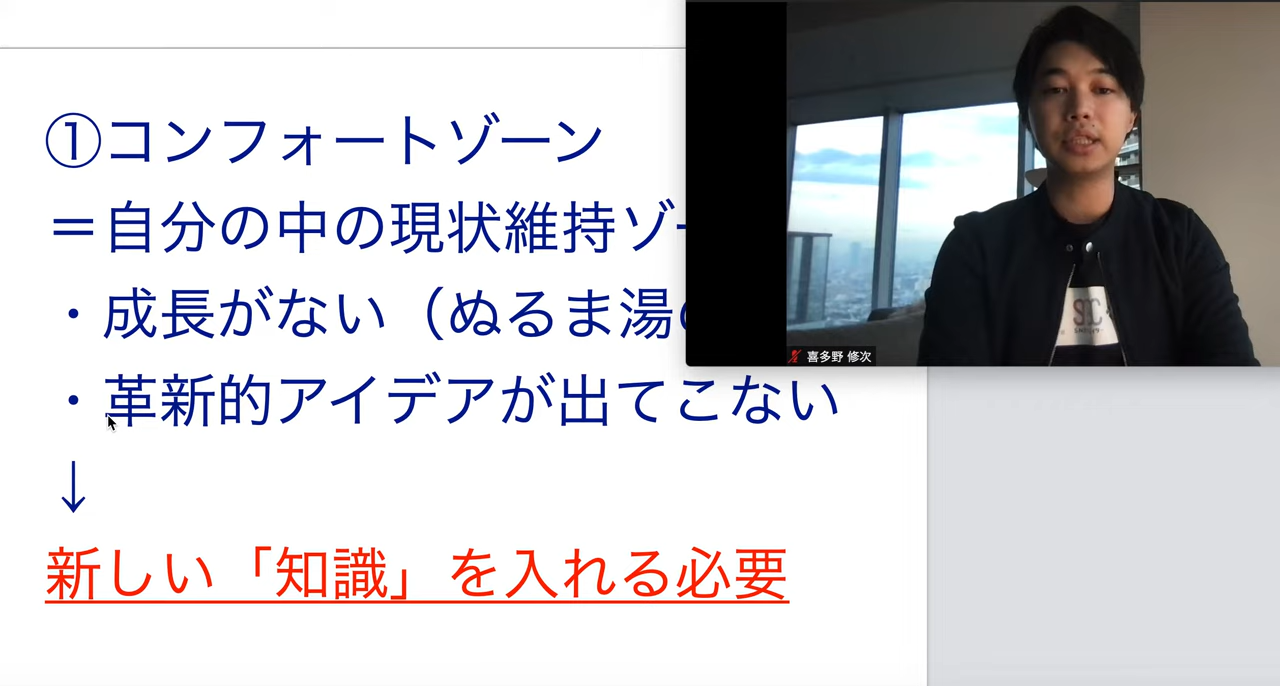 ①コンフォートゾーン
＝自分の中の現状維持ゾー
・成長がない（ぬるま湯の
・革新的アイデアが出てこない
↓
新しい「知識」を入れる必要
喜多野 修次